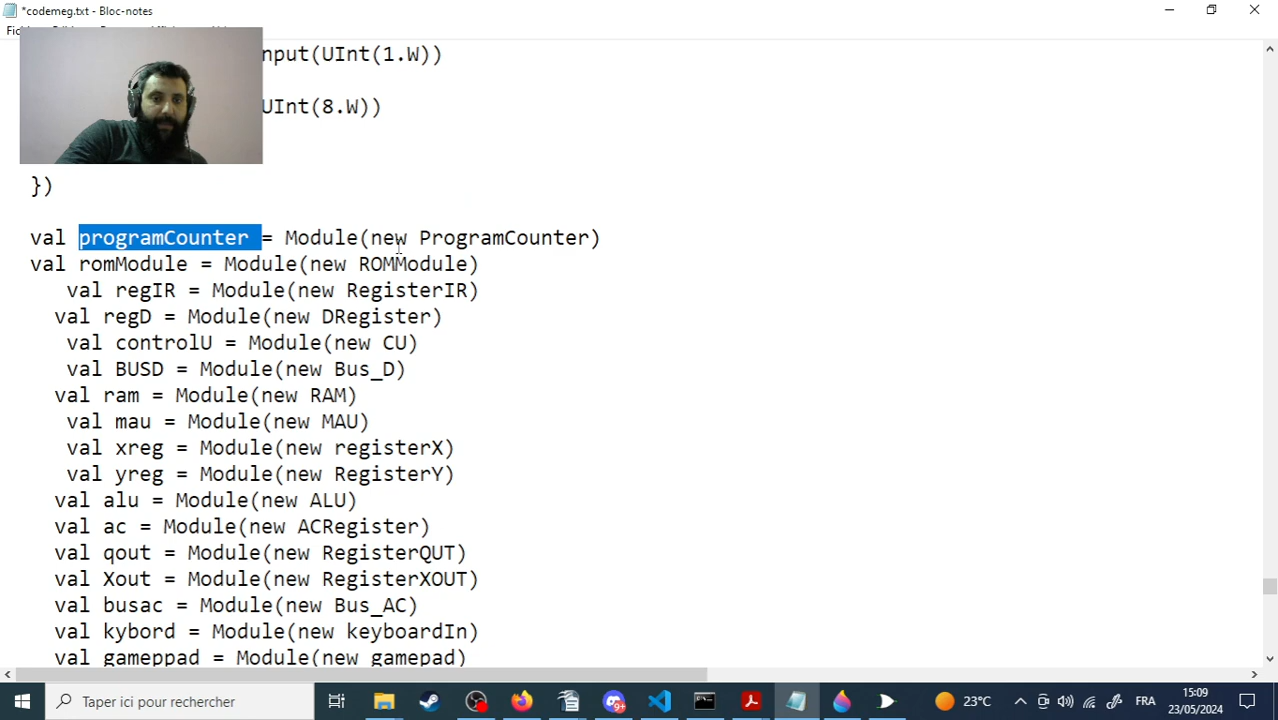 *codemeg.txt - Bloc-notes
nput(UInt(1.W))
UInt(8.W))
})
val programCounter = Module(new ProgramCounter)
val romModule = Module(new ROMModule)
val regIR = Module(new RegisterIR)
val regD = Module(new DRegister)
val controlU = Module(new CU)
val BUSD = Module(new Bus_D)
val ram = Module(new RAM)
val mau = Module(new MAU)
val xreg = Module(new registerX)
val yreg = Module(new RegisterY)
val alu = Module(new ALU)
val ac = Module(new ACRegister)
val qout = Module(new RegisterQUT)
val Xout = Module(new RegisterXOUT)
val busac = Module(new Bus_AC)
val kybord = Module(new keyboardIn)
val gameppad = Module(new gamepad)
Taper ici pour rechercher
23°C
FRA
15:09
23/05/2024